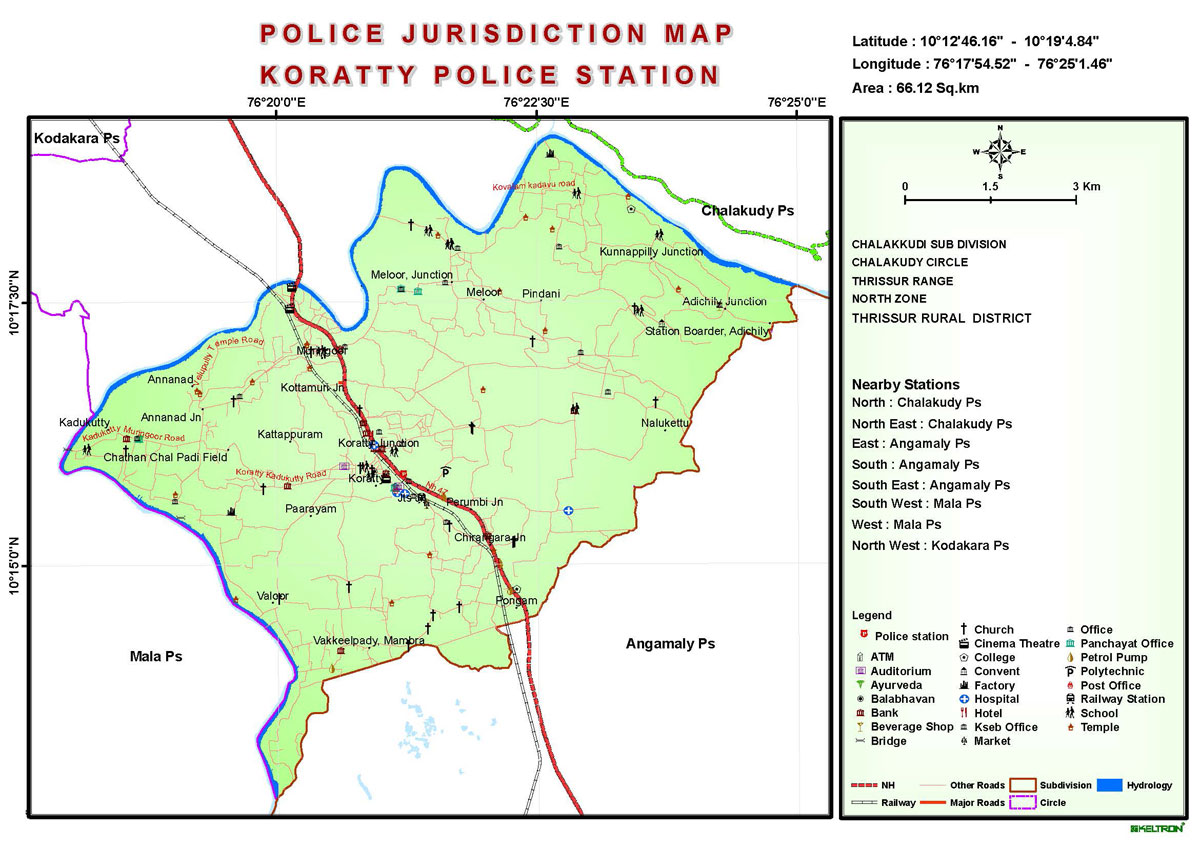 POLICE JURISDICTION MAP
KORATTY POLICE STATION
Latitude : 10°12'46.16" - 10°19'4.84"
Longitude : 76°17'54.52" - 76°25'1.46"
Area : 66.12 Sq.km
76°20'0"E
76°22'30"E
76°25'0"E
10°17'30"N
10°15'0"N
Kodakara Ps
Chalakudy Ps
Kovalam kadavu road
Kunnappilly Junction
Meloor, Junction
Meloor
Pindani
Adichily Junction
Station Boarder, Adichily
Velupully Temple Road
Muringoor
Annanad
Kottamuri Jn
Annanad Jn
Kadukutty
Kadukutty Muringoor Road
Kattappuram
Koratty Junction
Nalukettu
Chathan Chal Padi Field
Koratty Kadukutty Road
Koratty
NH 47
Jts Jn
Perumbi Jn
Paarayam
Chirangara Jn
Valoor
Pongam
Vakkeelpady, Mambra
Mala Ps
Angamaly Ps
N
W
E
S
0
1.5
3 Km
CHALAKKUDI SUB DIVISION
CHALAKUDY CIRCLE
THRISSUR RANGE
NORTH ZONE
THRISSUR RURAL DISTRICT
Nearby Stations
North : Chalakudy Ps
North East : Chalakudy Ps
East : Angamaly Ps
South : Angamaly Ps
South East : Angamaly Ps
South West : Mala Ps
West : Mala Ps
North West : Kodakara Ps
Legend
Police station
ATM
Auditorium
Ayurveda
Balabhavan
Bank
Beverage Shop
Bridge
Church
Cinema Theatre
College
Convent
Factory
Hospital
Hotel
Kseb Office
Market
Office
Panchayat Office
Petrol Pump
Polytechnic
Post Office
Railway Station
School
Temple
NH
Other Roads
Subdivision
Hydrology
Railway
Major Roads
Circle
KELTRON